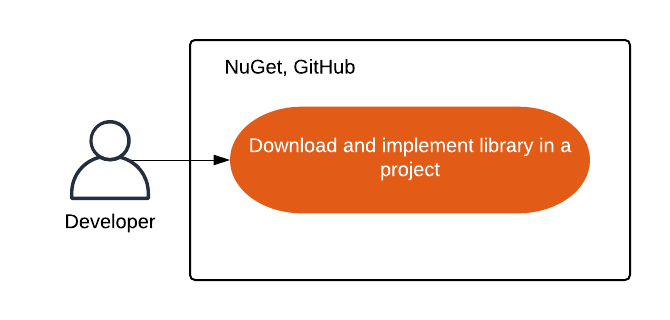 NuGet, GitHub
Download and implement library in a
project
Developer